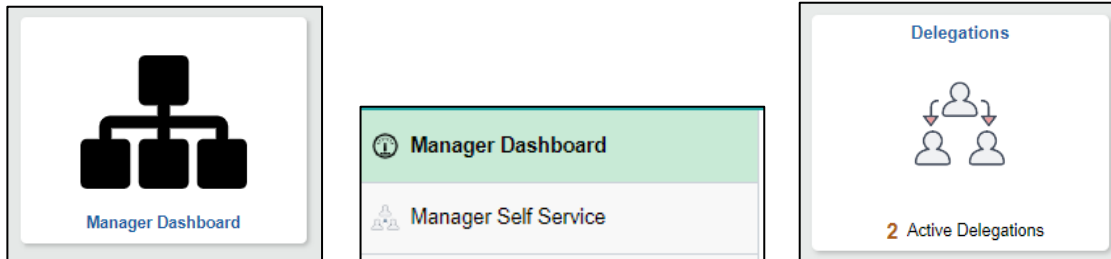 Manager Dashboard
Manager Dashboard
Manager Self Service
Delegations
2 Active Delegations